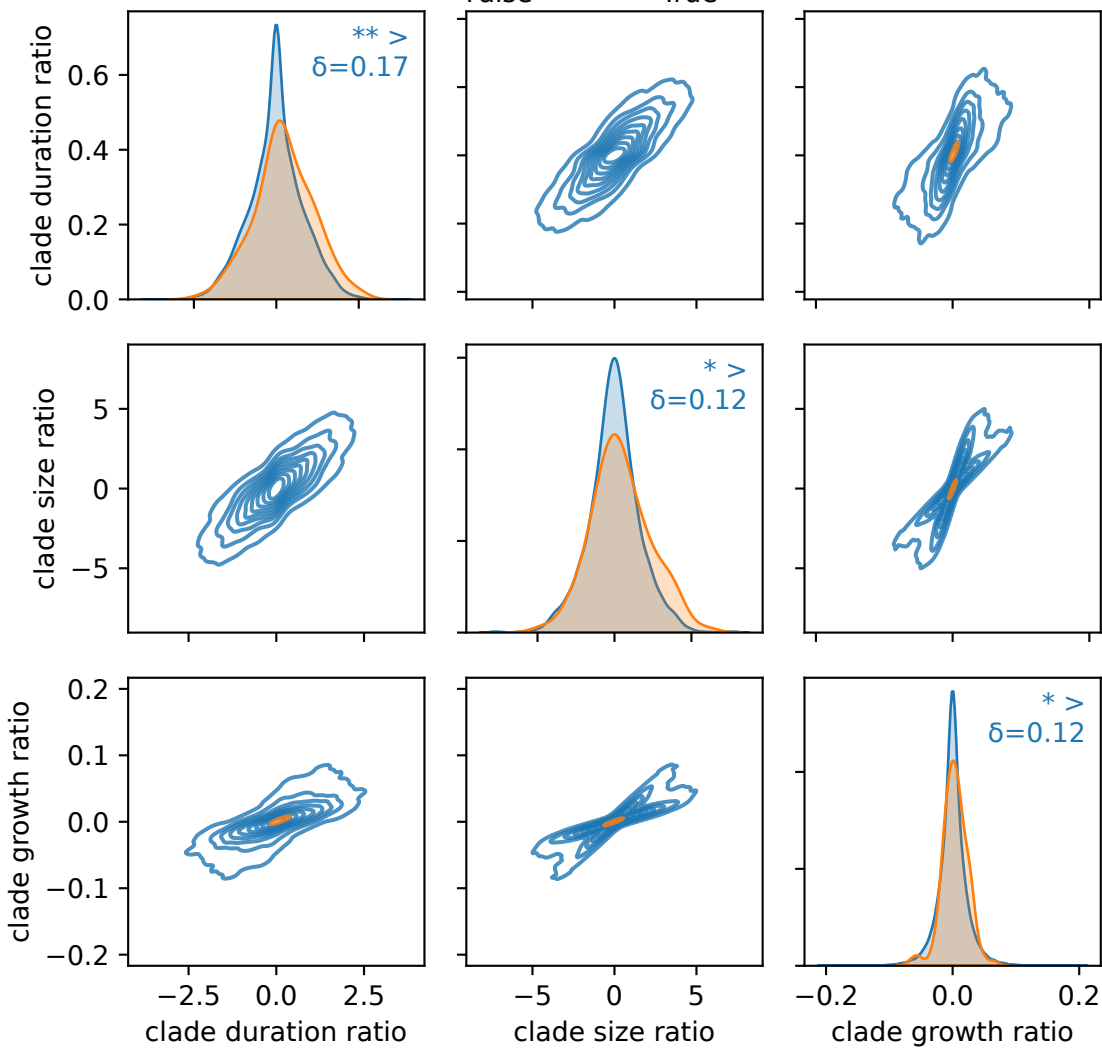 False True
clade duration ratio
0.6
0.4
0.2
0.0
** >
δ=0.17
clade size ratio
5
0
−5
* >
δ=0.12
clade growth ratio
0.2
0.1
0.0
−0.1
−0.2
* >
δ=0.12
−2.5 0.0 2.5
−5 0 5
−0.2 0.0 0.2
clade duration ratio
clade size ratio
clade growth ratio